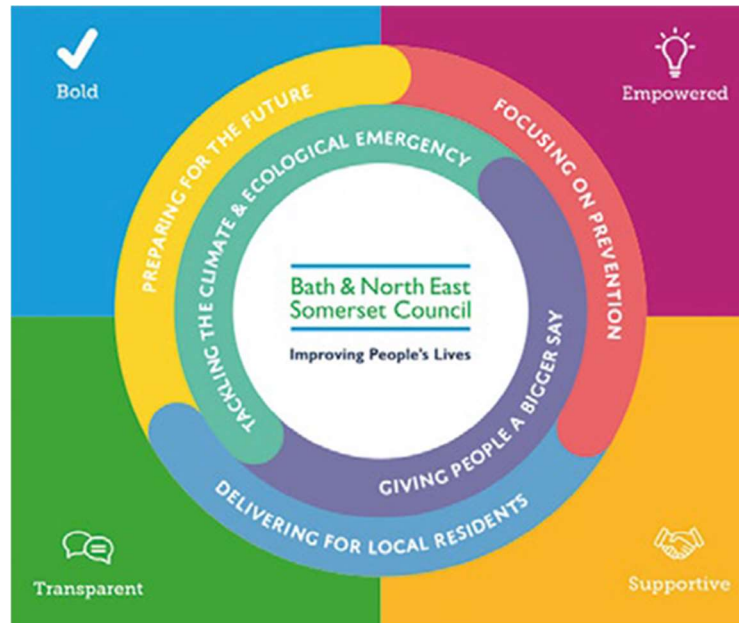 Bold
Empowered
PREPARING FOR THE FUTURE
FOCUSING ON PREVENTION
TACKLING THE CLIMATE & ECOLOGICAL EMERGENCY
Bath & North East
Somerset Council
Improving People's Lives
GIVING PEOPLE A BIGGER SAY
DELIVERING FOR LOCAL RESIDENTS
Transparent
Supportive